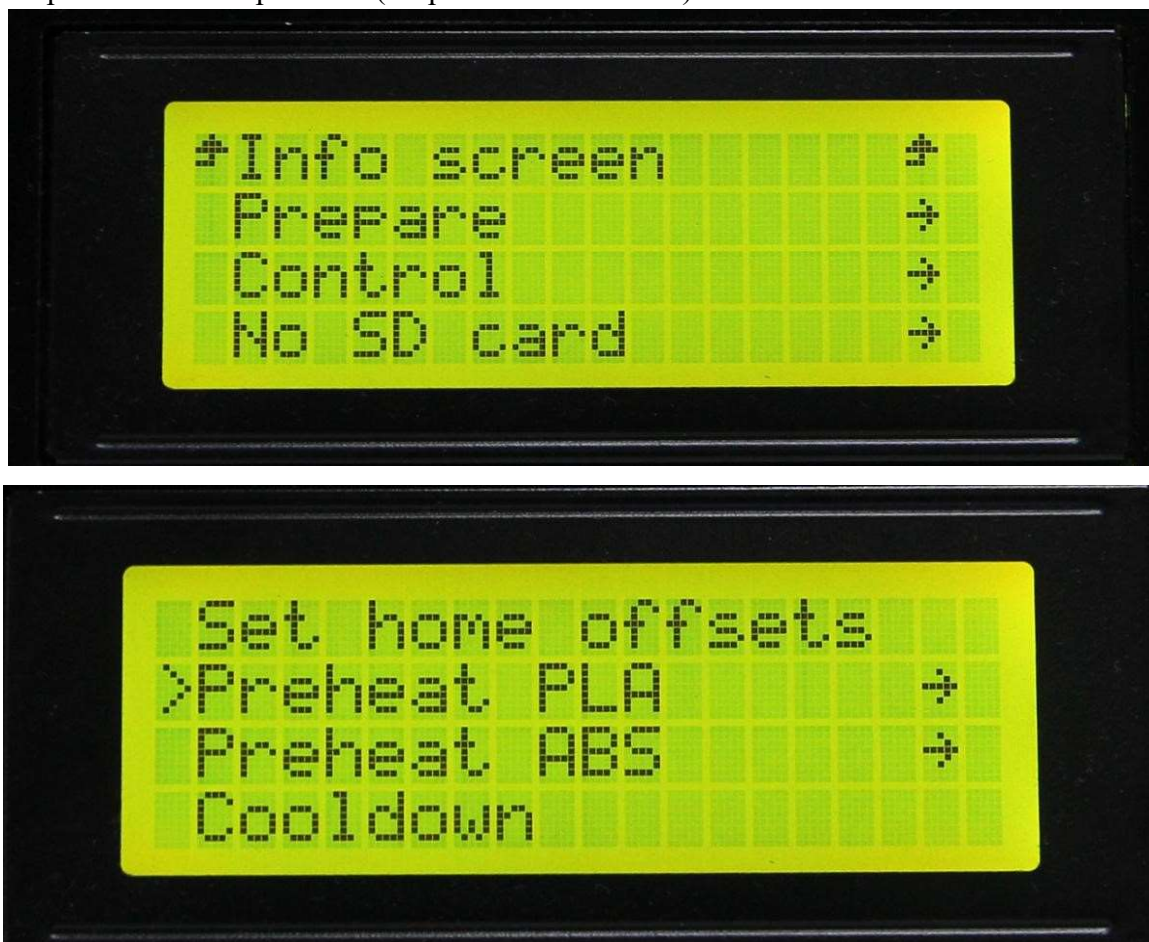 ↑Info screen ↑
Prepare →
Control →
No SD card →
Set home offsets
>Preheat PLA →
Preheat ABS →
Cooldown